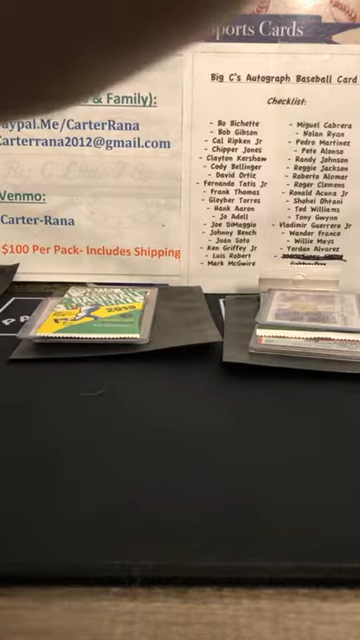 ports Cards
Big C's Autograph Baseball Card
Checklist:
- Bo Bichette
- Bob Gibson
- Cal Ripken Jr
- Chipper Jones
- Clayton Kershaw
- Cody Bellinger
- David Ortiz
- Fernando Tatis Jr
- Frank Thomas
- Gleyber Torres
- Hank Aaron
- Jo Adell
- Joe DiMaggio
- Johnny Bench
- Juan Soto
- Ken Griffey Jr
- Luis Robert
- Mark McGwire
- Miguel Cabrera
- Nolan Ryan
- Pedro Martinez
- Pete Alonso
- Randy Johnson
- Reggie Jackson
- Roberto Alomar
- Roger Clemens
- Ronald Acuna Jr
- Shohei Ohtani
- Ted Williams
- Tony Gwynn
- Vladimir Guerrero Jr
- Wander Franco
- Willie Mays
- Yordan Alvarez
& Family):
aypal.Me/CarterRana
Carterrana2012@gmail.com
Venmo:
Carter-Rana
$100 Per Pack- Includes Shipping
PA
BASEBALL
2019